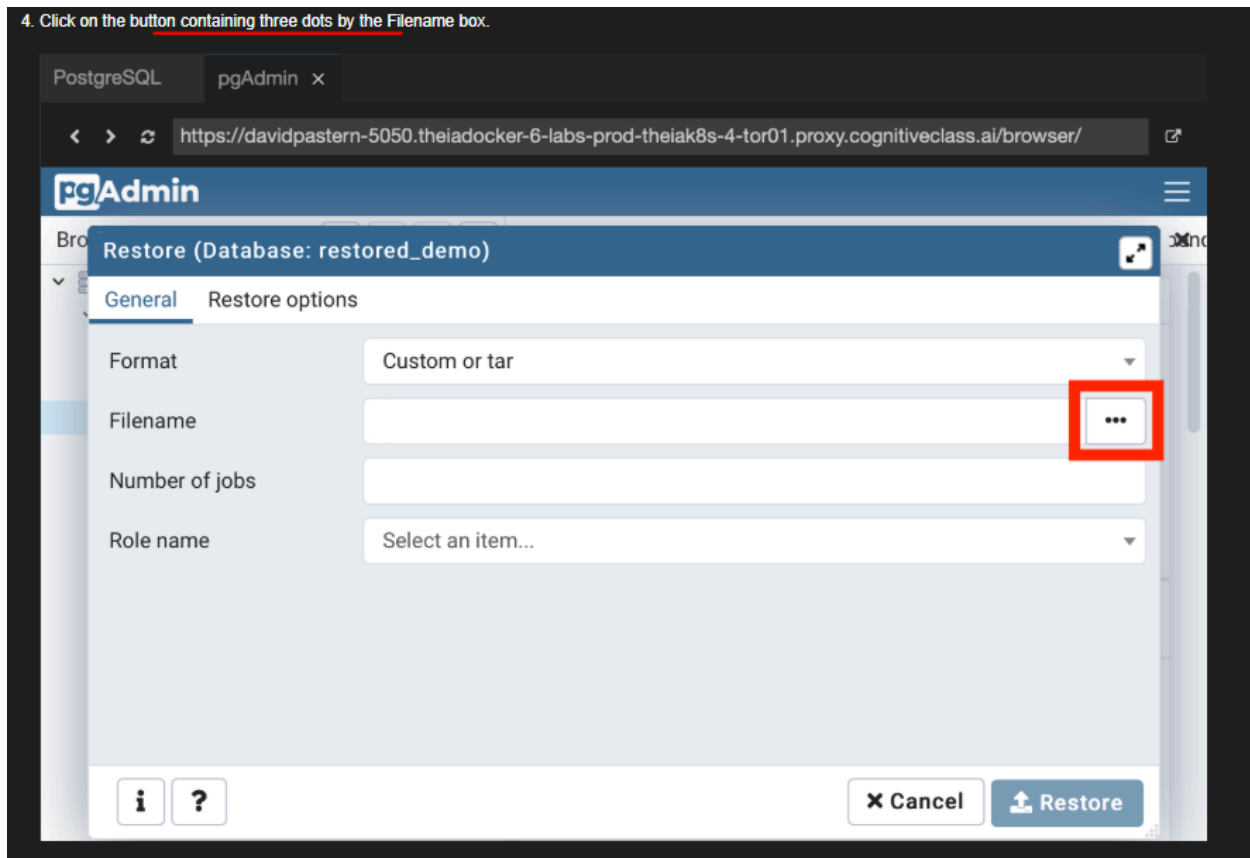 4. Click on the button containing three dots by the Filename box.
PostgreSQL pgAdmin ×
https://davidpastern-5050.theiadocker-6-labs-prod-theiak8s-4-tor01.proxy.cognitiveclass.ai/browser/
pgAdmin
Restore (Database: restored_demo)
General Restore options
Format Custom or tar
Filename •••
Number of jobs
Role name Select an item...
i ? × Cancel Restore